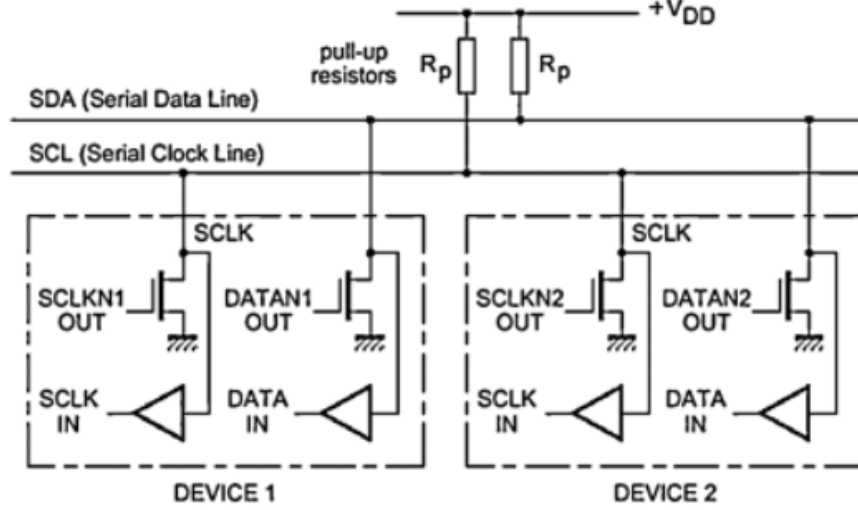 +VDD
pull-up
resistors
Rp
Rp
SDA (Serial Data Line)
SCL (Serial Clock Line)
SCLK
SCLKN1
OUT
DATAN1
OUT
SCLK
IN
DATA
IN
DEVICE 1
SCLK
SCLKN2
OUT
DATAN2
OUT
SCLK
IN
DATA
IN
DEVICE 2